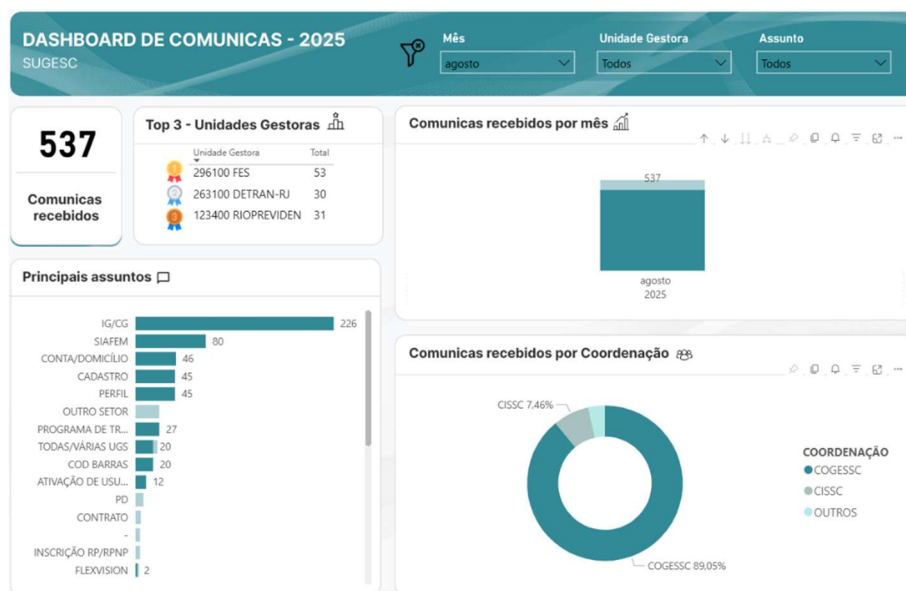 DASHBOARD DE COMUNICAS - 2025
SUGESC
Mês
agosto
Unidade Gestora
Todos
Assunto
Todos
537
Comunicas
recebidos
Top 3 - Unidades Gestoras
Unidade Gestora Total
1 296100 FES 53
2 263100 DETRAN-RJ 30
3 123400 RIOPREVIDEN 31
Comunicas recebidos por mês
537
agosto
2025
Principais assuntos
IG/CG 226
SIAFEM 80
CONTA/DOMICÍLIO 46
CADASTRO 45
PERFIL 45
OUTRO SETOR
PROGRAMA DE TR... 27
TODAS/VÁRIAS UGS 20
COD BARRAS 20
ATIVAÇÃO DE USU... 12
PD
CONTRATO
-
INSCRIÇÃO RP/RPNP
FLEXVISION 2
Comunicas recebidos por Coordenação
CISSC 7,46%
COGESSC 89,05%
COORDENAÇÃO
COGESSC
CISSC
OUTROS